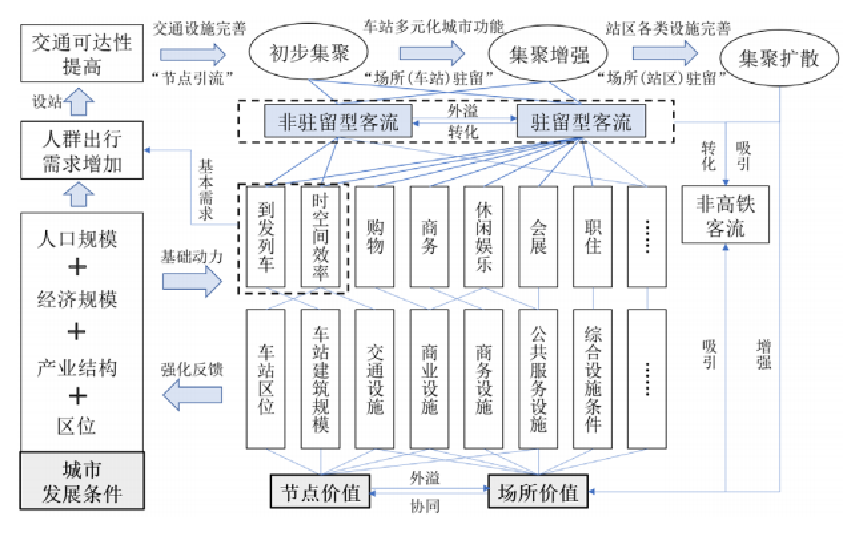 交通可达性
提高
交通设施完善
“节点引流”
初步集聚
车站多元化城市功能
“场所(车站)驻留”
集聚增强
站区各类设施完善
“场所(站区)驻留”
集聚扩散
设站
非驻留型客流
外溢
转化
驻留型客流
人群出行
需求增加
基本需求
转化
吸引
非高铁
客流
到发列车
时空间效率
购物
商务
休闲娱乐
会展
职住
……
人口规模
+
经济规模
+
产业结构
+
区位
基础动力
强化反馈
车站区位
车站建筑规模
交通设施
商业设施
商务设施
公共服务设施
综合设施条件
……
吸引
增强
城市
发展条件
节点价值
外溢
协同
场所价值